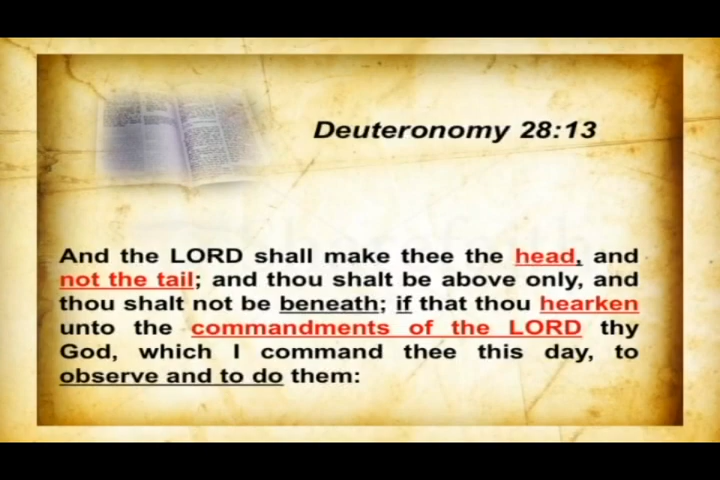 Deuteronomy 28:13
And the LORD shall make thee the head, and
not the tail; and thou shalt be above only, and
thou shalt not be beneath; if that thou hearken
unto the commandments of the LORD thy
God, which I command thee this day, to
observe and to do them: